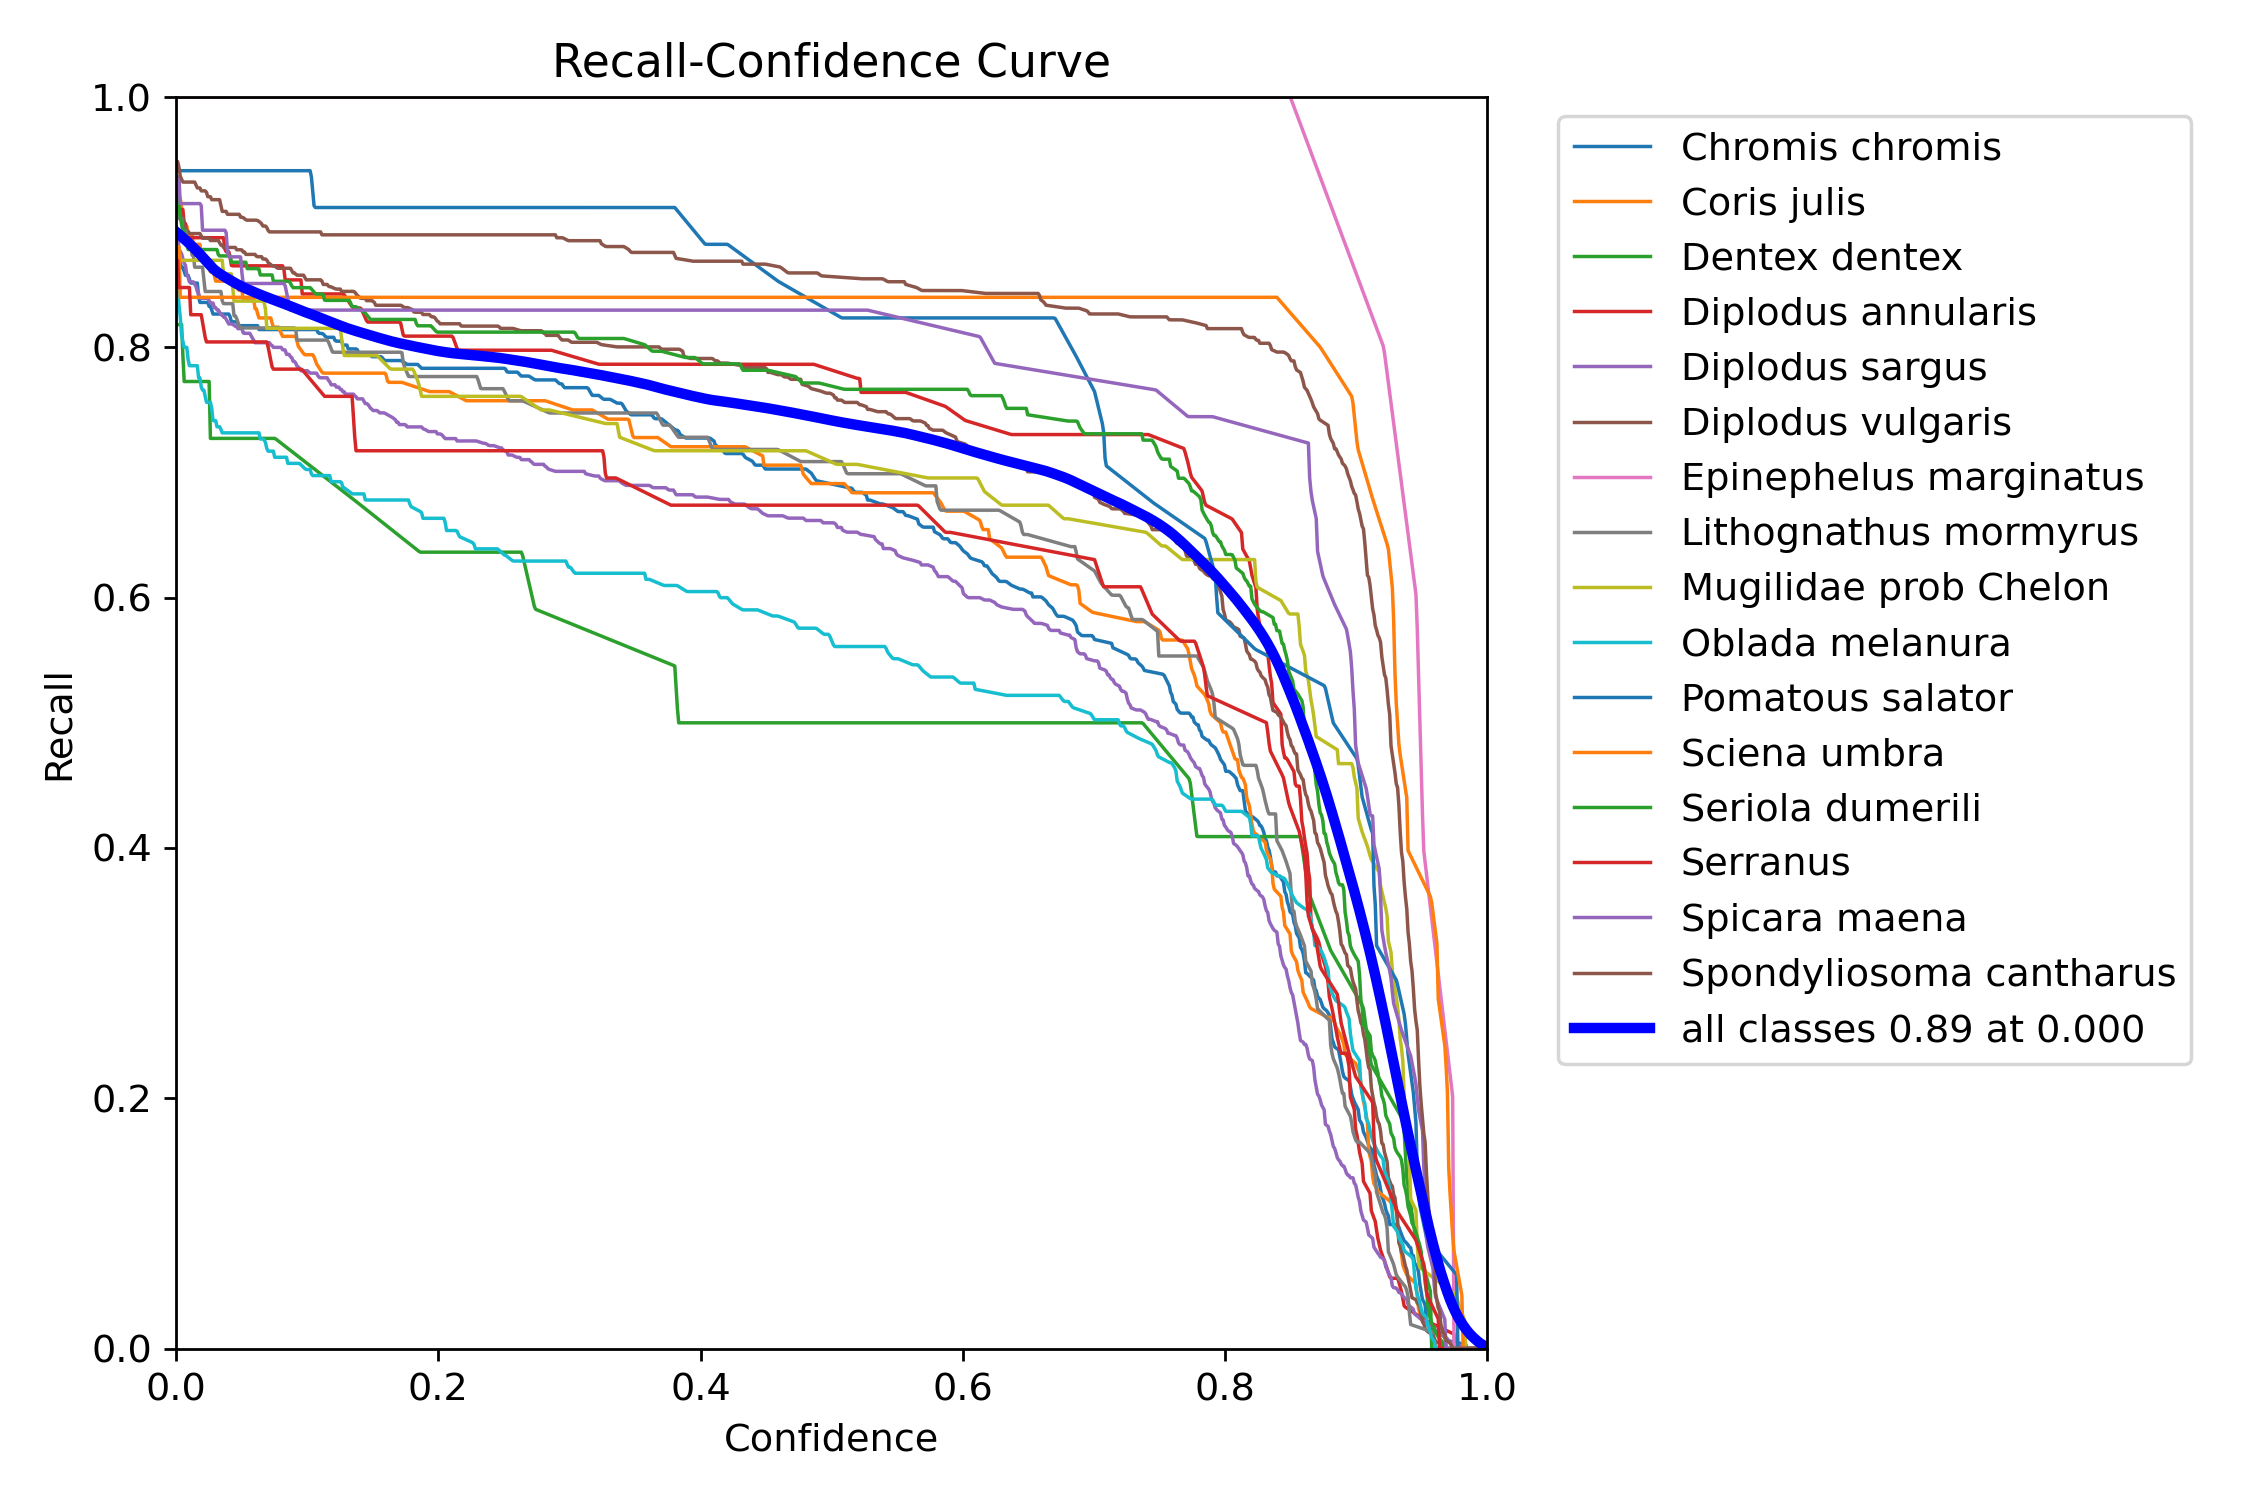 Recall-Confidence Curve
1.0
0.8
0.6
0.4
0.2
0.0
Recall
0.0 0.2 0.4 0.6 0.8 1.0
Confidence
Chromis chromis
Coris julis
Dentex dentex
Diplodus annularis
Diplodus sargus
Diplodus vulgaris
Epinephelus marginatus
Lithognathus mormyrus
Mugilidae prob Chelon
Oblada melanura
Pomatous salator
Sciena umbra
Seriola dumerili
Serranus
Spicara maena
Spondyliosoma cantharus
all classes 0.89 at 0.000